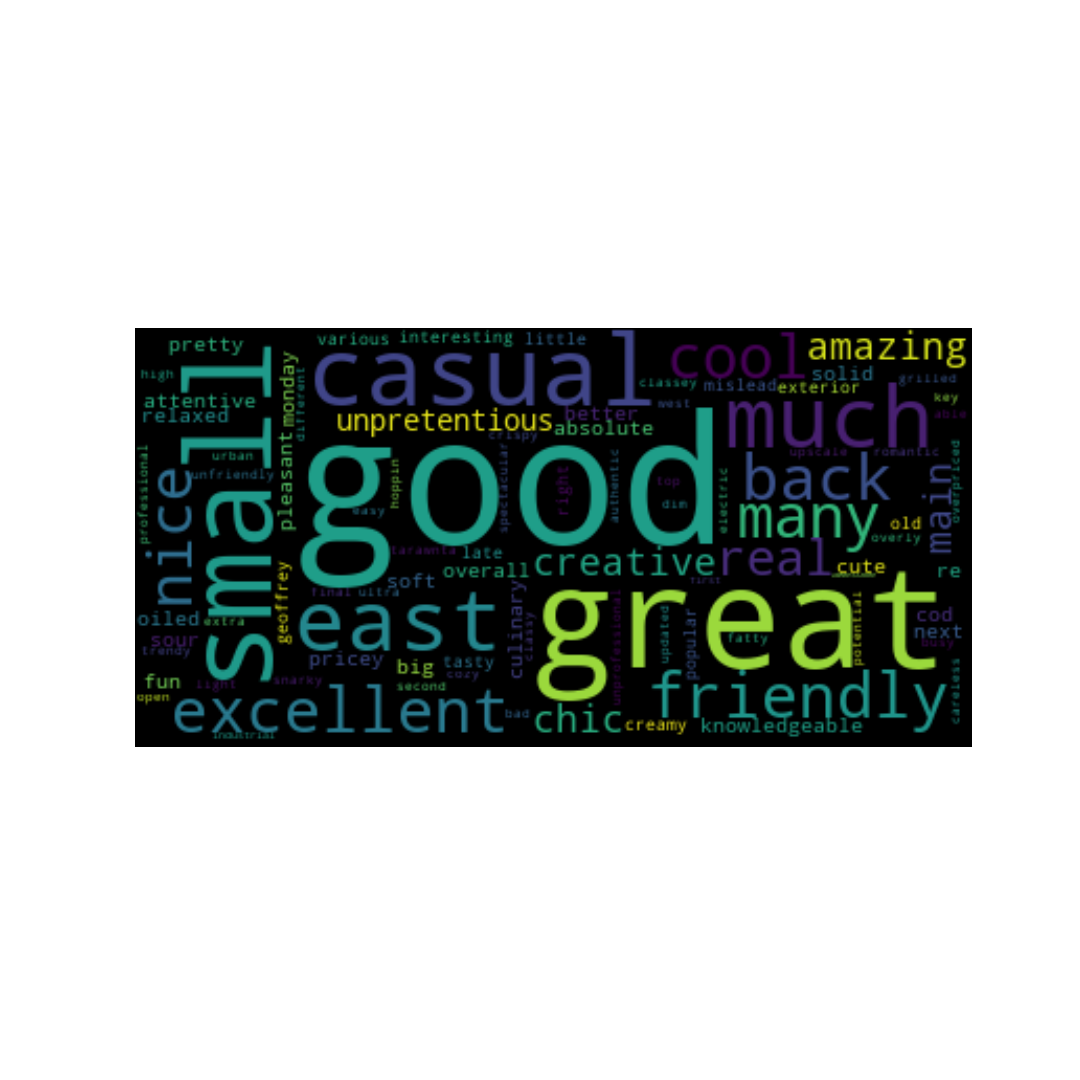 pretty
various
interesting
little
casual
cool
amazing
high
small
monday
different
classey
mislead
solid
exterior
grilled
attentive
relaxed
unpretentious
better
absolute
west
much
key
able
urban
unfriendly
pleasant
good
crispy
upscale
romantic
professional
nice
hoppin
spectacular
right
authentic
top
dim
electric
back
main
overpriced
easy
many
old
overly
late
overall
soft
creative
real
cute
re
final
ultra
first
oiled
extra
geoffrey
east
culinary
classy
unprofessional
updated
popular
fatty
great
potential
cod
next
busy
sour
trendy
pricey
big
tasty
cozy
fun
light
snarky
second
open
excellent
bad
chic
creamy
friendly
knowledgeable
careless
industrial